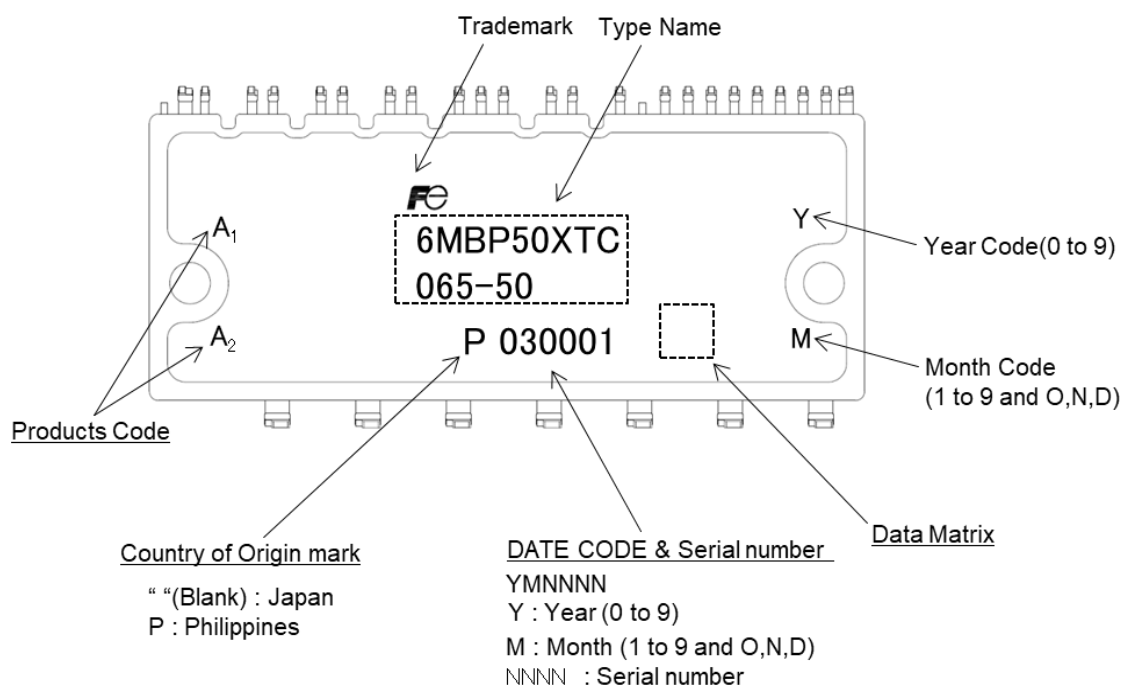 Trademark
Type Name
Fe
6MBP50XTC
065-50
P 030001
A1
A2
Y
M
Year Code(0 to 9)
Month Code
(1 to 9 and O,N,D)
Products Code
Country of Origin mark
“ “(Blank) : Japan
P : Philippines
DATE CODE & Serial number
YMNNNN
Y : Year (0 to 9)
M : Month (1 to 9 and O,N,D)
NNNN : Serial number
Data Matrix